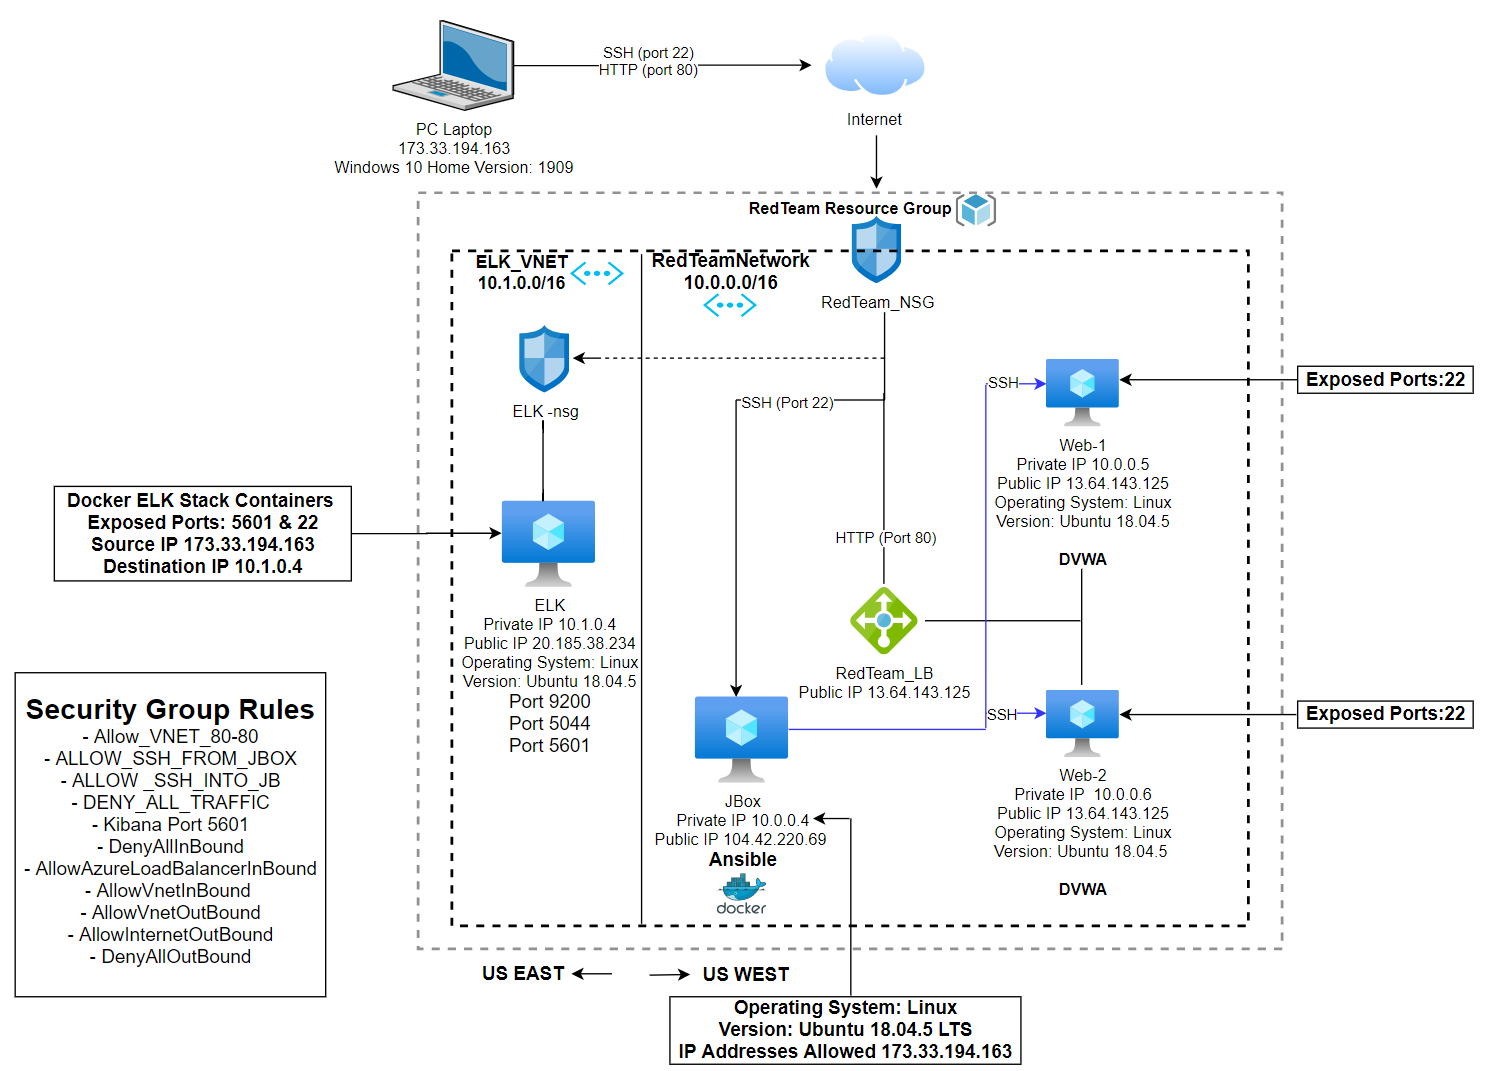 SSH (port 22)
HTTP (port 80)
Internet
PC Laptop
173.33.194.163
Windows 10 Home Version: 1909
RedTeam Resource Group
ELK_VNET
10.1.0.0/16
RedTeamNetwork
10.0.0.0/16
RedTeam_NSG
ELK -nsg
SSH (Port 22)
SSH
Exposed Ports:22
Web-1
Private IP 10.0.0.5
Public IP 13.64.143.125
Operating System: Linux
Version: Ubuntu 18.04.5
DVWA
Docker ELK Stack Containers
Exposed Ports: 5601 & 22
Source IP 173.33.194.163
Destination IP 10.1.0.4
HTTP (Port 80)
ELK
Private IP 10.1.0.4
Public IP 20.185.38.234
Operating System: Linux
Version: Ubuntu 18.04.5
Port 9200
Port 5044
Port 5601
RedTeam_LB
Public IP 13.64.143.125
SSH
Exposed Ports:22
Web-2
Private IP  10.0.0.6
Public IP 13.64.143.125
Operating System: Linux
Version: Ubuntu 18.04.5
DVWA
JBox
Private IP 10.0.0.4
Public IP 104.42.220.69
Ansible
docker
Security Group Rules
- Allow_VNET_80-80
- ALLOW_SSH_FROM_JBOX
- ALLOW _SSH_INTO_JB
- DENY_ALL_TRAFFIC
- Kibana Port 5601
- DenyAllInBound
- AllowAzureLoadBalancerInBound
- AllowVnetInBound
- AllowVnetOutBound
- AllowInternetOutBound
- DenyAllOutBound
US EAST
US WEST
Operating System: Linux
Version: Ubuntu 18.04.5 LTS
IP Addresses Allowed 173.33.194.163